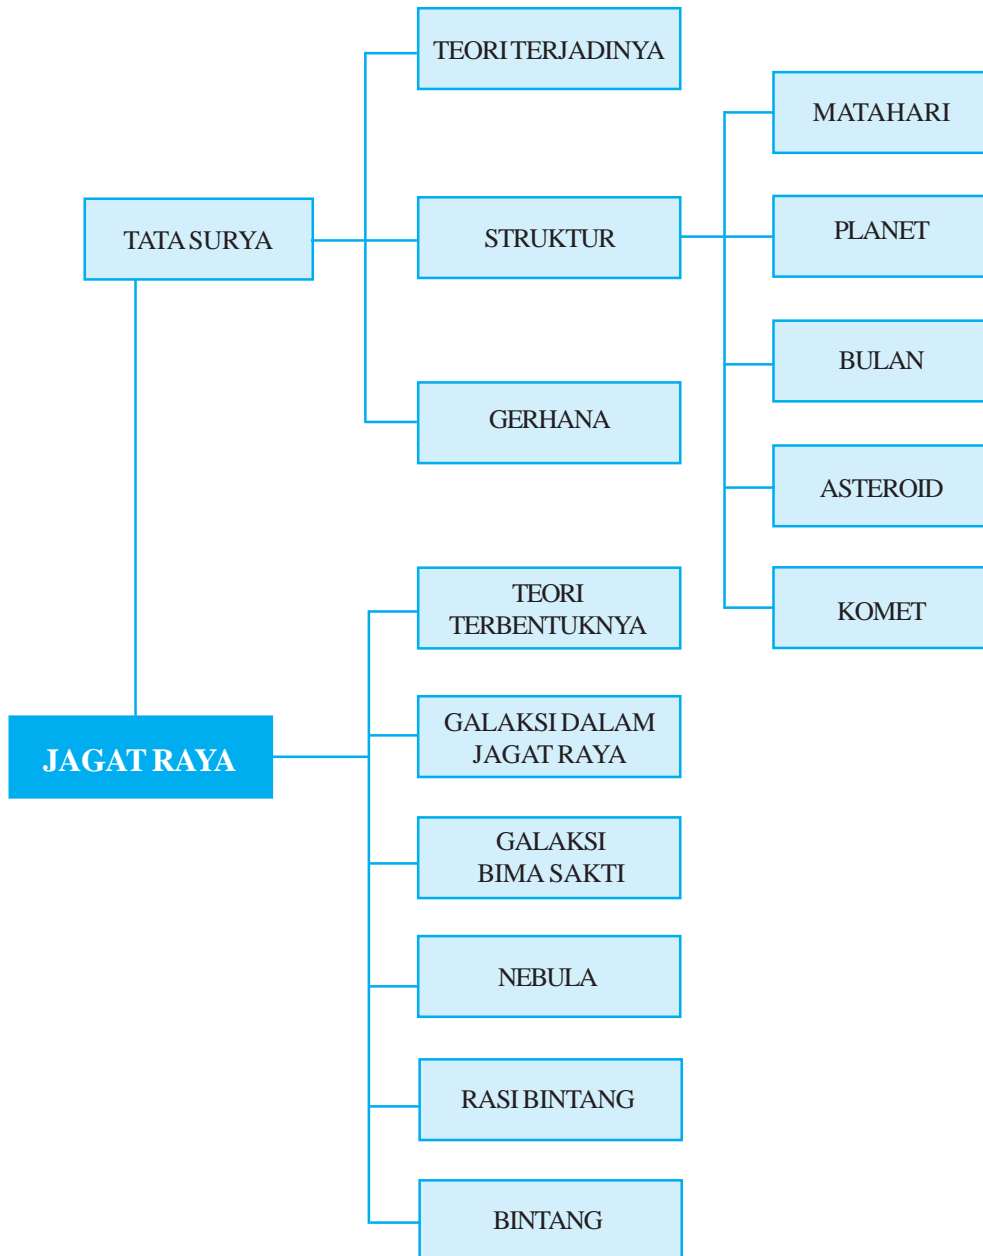 TEORI TERJADINYA
MATAHARI
TATA SURYA
STRUKTUR
PLANET
BULAN
GERHANA
ASTEROID
TEORI
TERBENTUKNYA
KOMET
JAGAT RAYA
GALAKSI DALAM
JAGAT RAYA
GALAKSI
BIMA SAKTI
NEBULA
RASI BINTANG
BINTANG